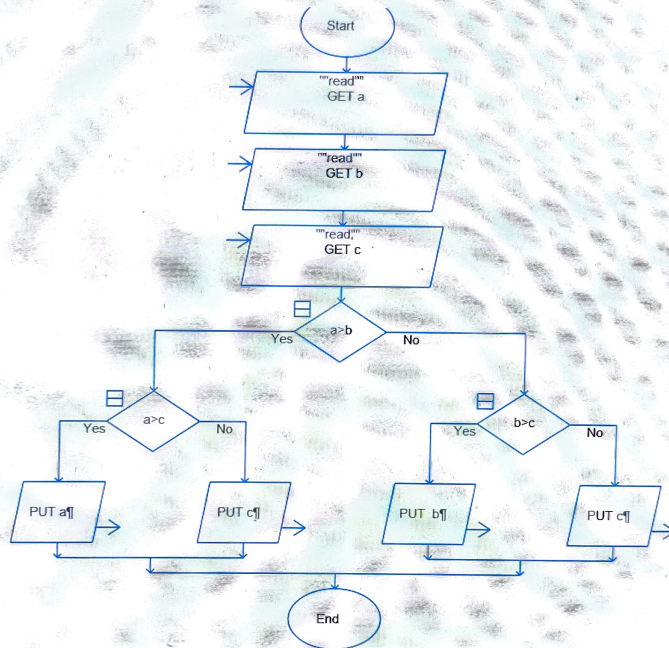 Start
""read""
GET a
""read""
GET b
""read,""
GET c
a>b
Yes
No
a>c
b>c
Yes
No
Yes
No
PUT a¶
PUT c¶
PUT b¶
PUT c¶
End